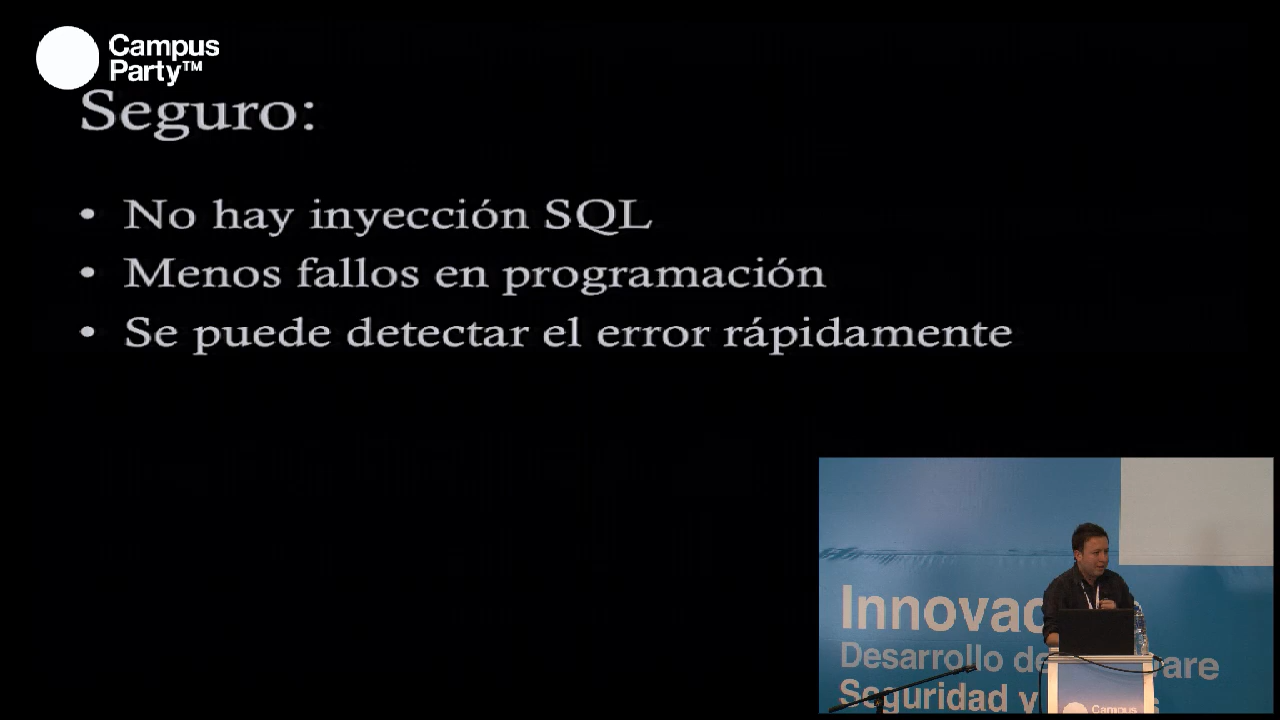 Campus
Party™
Seguro:
• No hay inyección SQL
• Menos fallos en programación
• Se puede detectar el error rápidamente
Innovac
Desarrollo de are
Seguridad y s
Campus